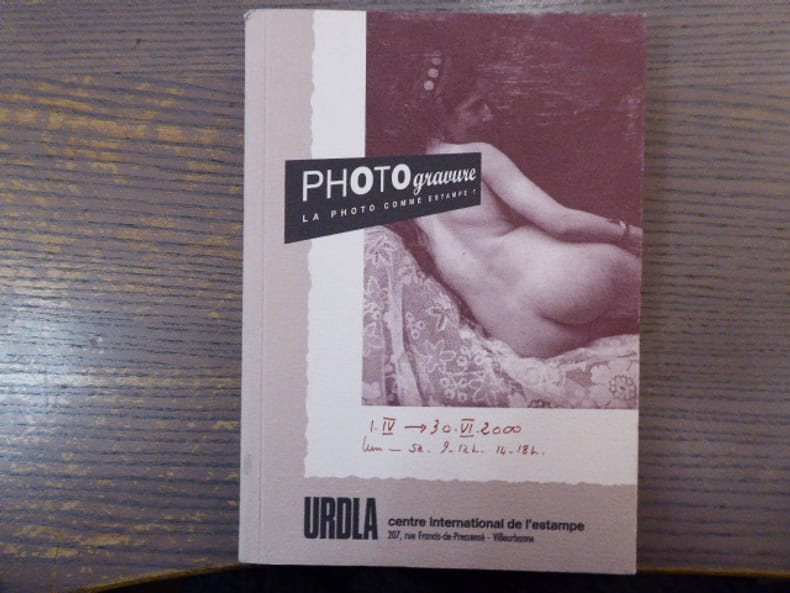 PHOTOgravure
LA PHOTO COMME ESTAMPE ?
1.IV → 30.VI.2000
lun – sa. 9-12h. 14-18h.
URDLA
centre international de l'estampe
207, rue Francis-de-Pressensé - Villeurbanne